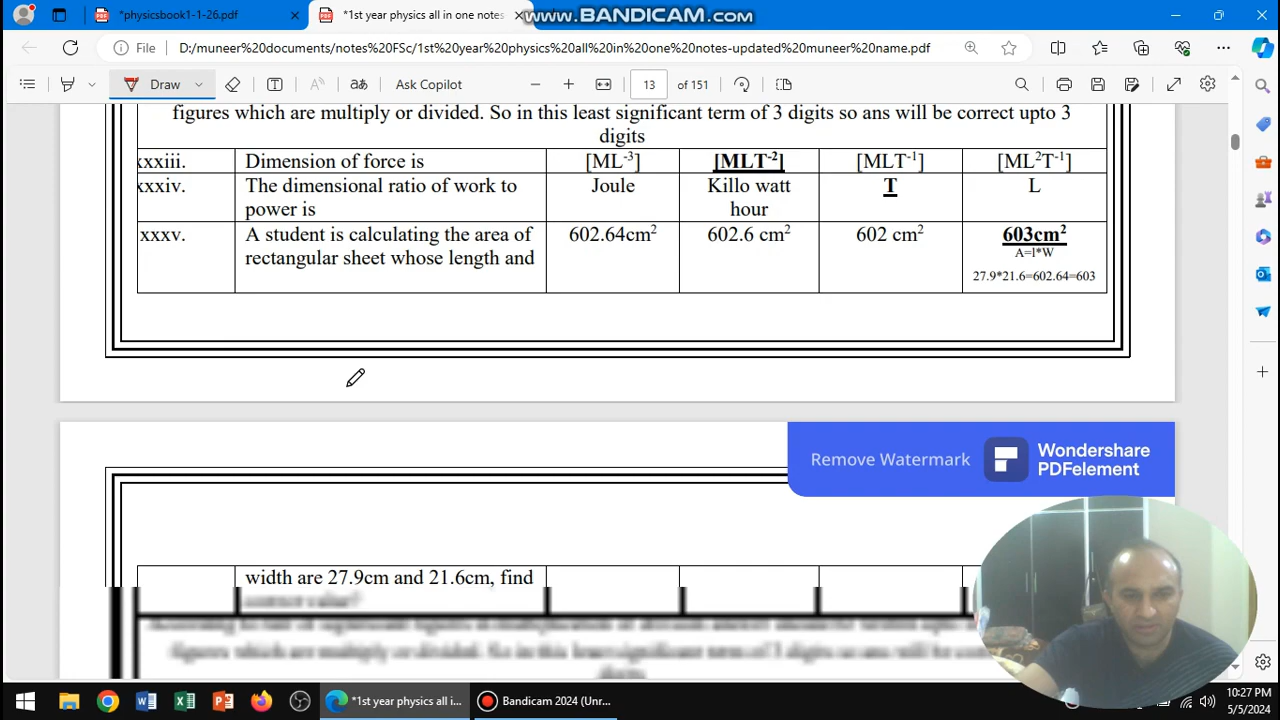 www.BANDICAM.com
*physicsbook1-1-26.pdf
*1st year physics all in one notes
File
D:/muneer%20documents/notes%20FSc/1st%20year%20physics%20all%20in%20one%20notes-updated%20muneer%20name.pdf
Draw
aあ
Ask Copilot
13
of 151
figures which are multiply or divided. So in this least significant term of 3 digits so ans will be correct upto 3
digits
xxxiii. Dimension of force is [ML-3] [MLT-2] [MLT-1] [ML2T-1]
xxxiv. The dimensional ratio of work to Joule Killo watt T L
power is hour
xxxv. A student is calculating the area of 602.64cm2 602.6 cm2 602 cm2 603cm2
rectangular sheet whose length and A=l*W
27.9*21.6=602.64=603
Remove Watermark
Wondershare
PDFelement
width are 27.9cm and 21.6cm, find
*1st year physics all i...
Bandicam 2024 (Unr...
10:27 PM
5/5/2024